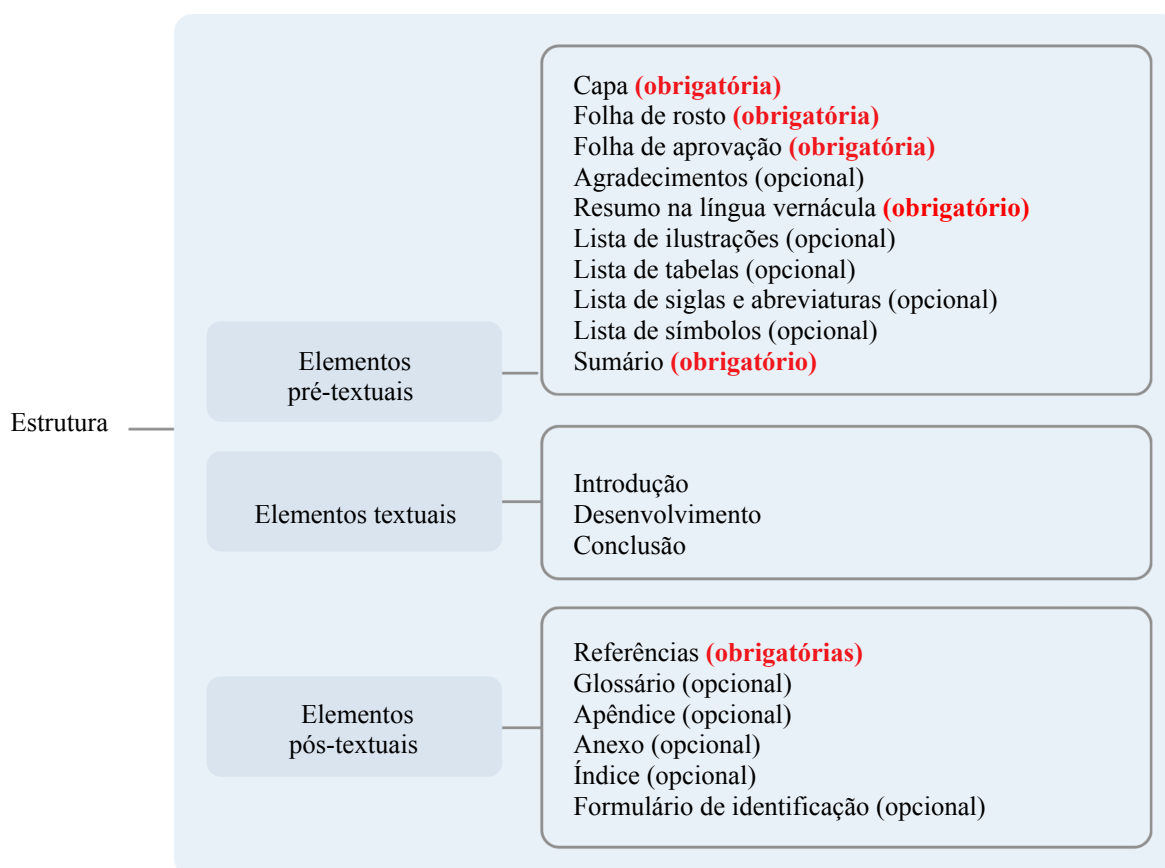 Estrutura
Elementos
pré-textuais
Capa (obrigatória)
Folha de rosto (obrigatória)
Folha de aprovação (obrigatória)
Agradecimentos (opcional)
Resumo na língua vernácula (obrigatório)
Lista de ilustrações (opcional)
Lista de tabelas (opcional)
Lista de siglas e abreviaturas (opcional)
Lista de símbolos (opcional)
Sumário (obrigatório)
Elementos textuais
Introdução
Desenvolvimento
Conclusão
Elementos
pós-textuais
Referências (obrigatórias)
Glossário (opcional)
Apêndice (opcional)
Anexo (opcional)
Índice (opcional)
Formulário de identificação (opcional)